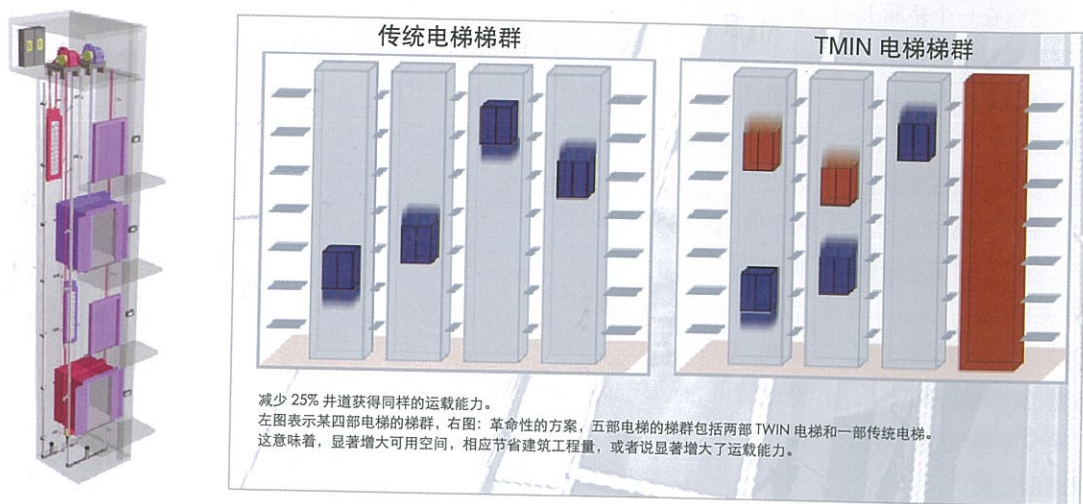 传统电梯梯群
TMIN 电梯梯群
减少 25% 井道获得同样的运载能力。
左图表示某四部电梯的梯群，右图：革命性的方案，五部电梯的梯群包括两部 TWIN 电梯和一部传统电梯。
这意味着，显著增大可用空间，相应节省建筑工程量，或者说显著增大了运载能力。